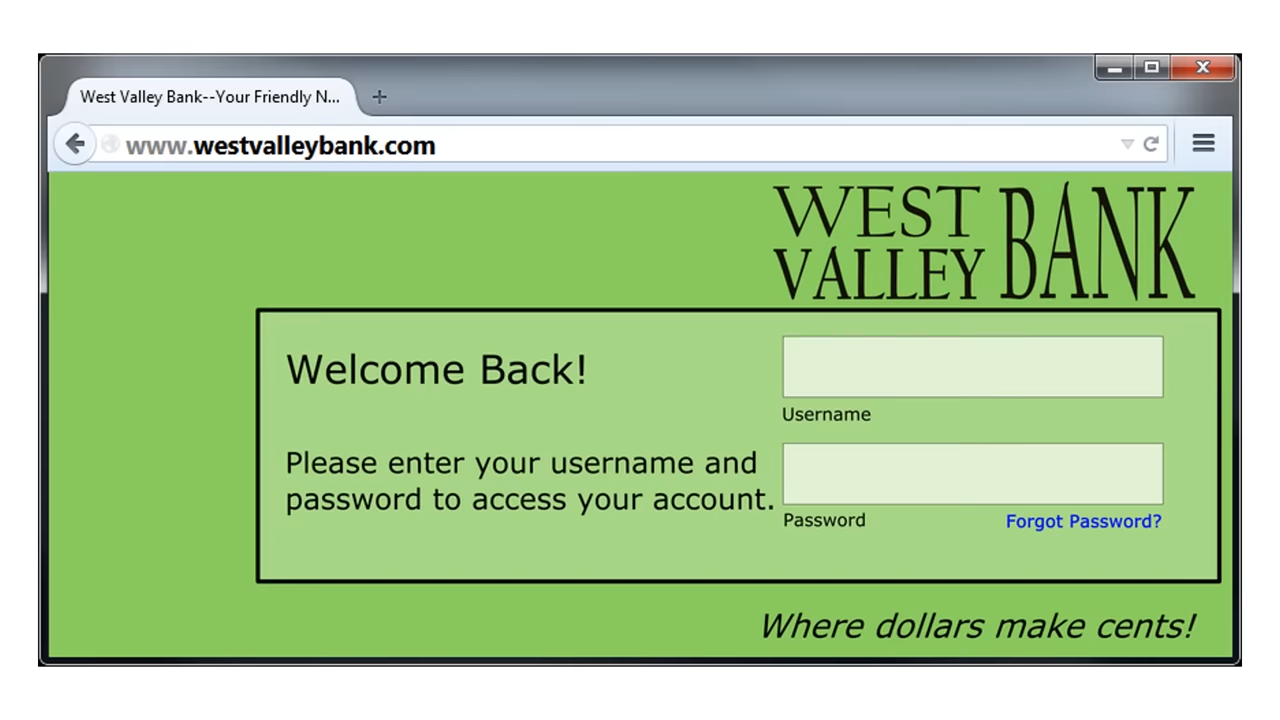 West Valley Bank--Your Friendly N...
www.westvalleybank.com
WEST
VALLEY BANK
Welcome Back!
Username
Please enter your username and
password to access your account.
Password
Forgot Password?
Where dollars make cents!